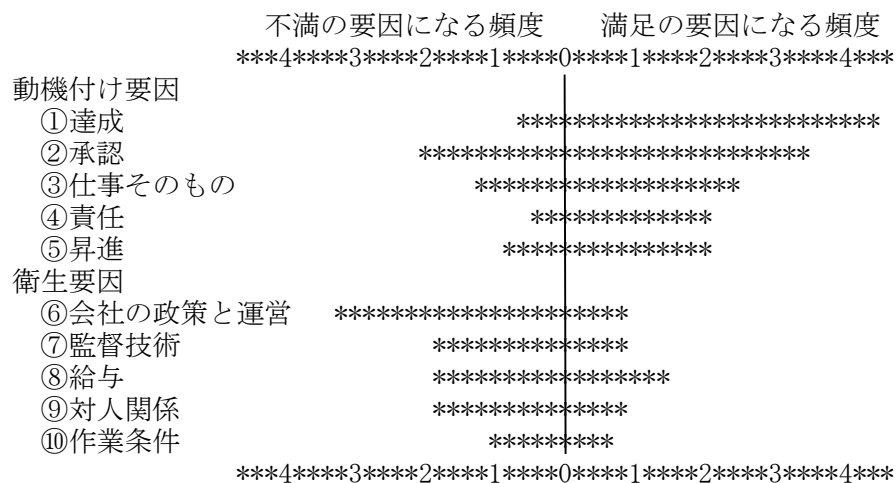 不満の要因になる頻度　満足の要因になる頻度
***4****3****2****1****0****1****2****3****4***
動機付け要因
①達成 **************************
②承認 ****************************
③仕事そのもの *******************
④責任 *************
⑤昇進 ***************
衛生要因
⑥会社の政策と運営 *********************
⑦監督技術 **************
⑧給与 *****************
⑨対人関係 **************
⑩作業条件 *********
***4****3****2****1****0****1****2****3****4***